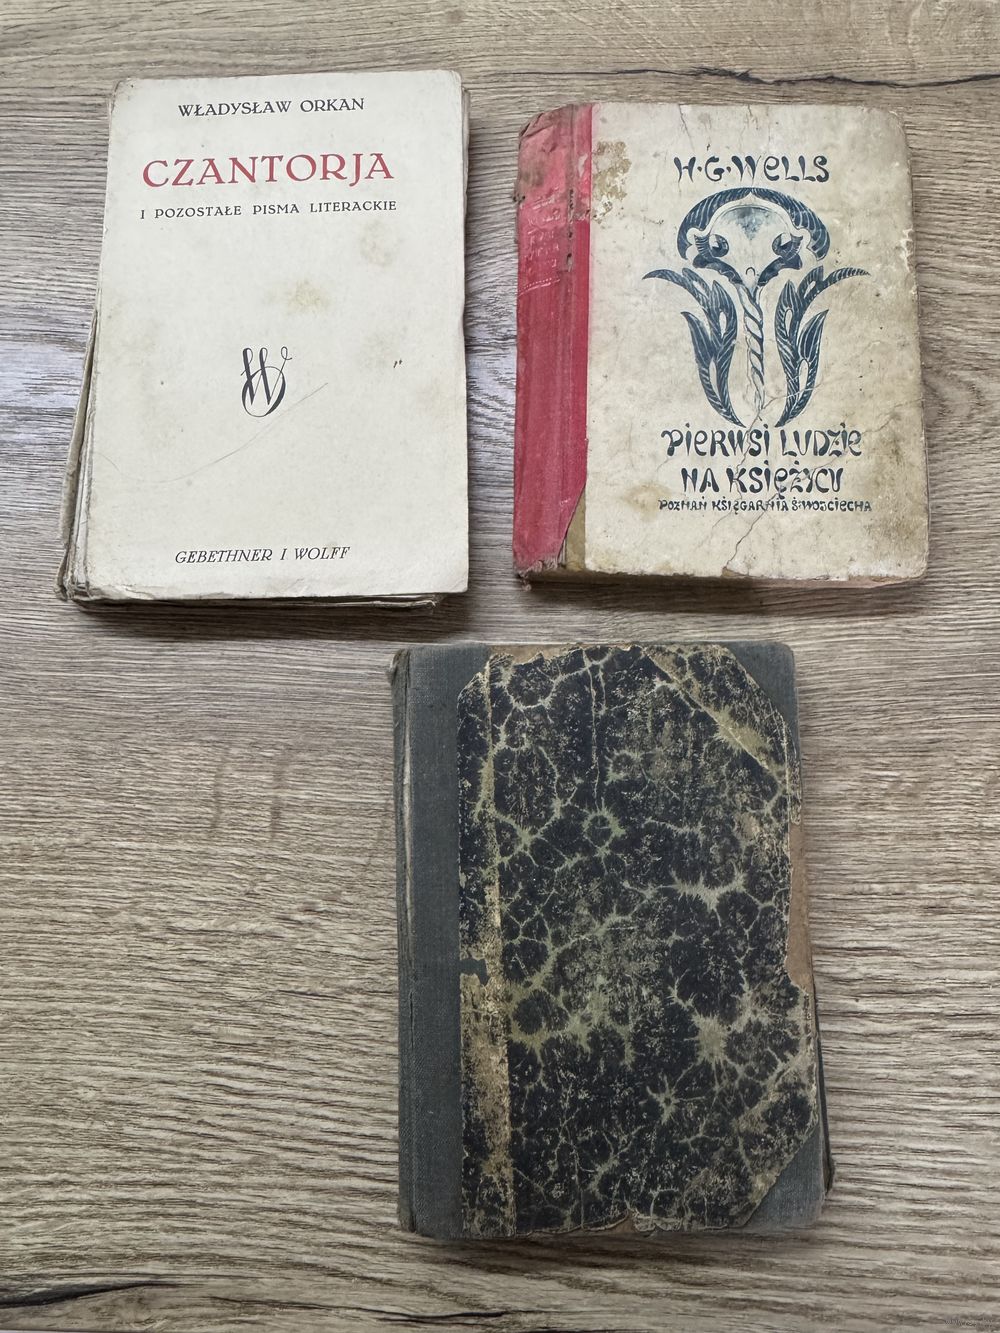 WŁADYSŁAW ORKAN
CZANTORJA
I POZOSTAŁE PISMA LITERACKIE
GEBETHNER I WOLFF
H·G·WELLS
PIERWSI LUDZIE
NA KSIĘŻYCU
POZNAŃ KSIĘGARNIA Ś·WOJCIECHA